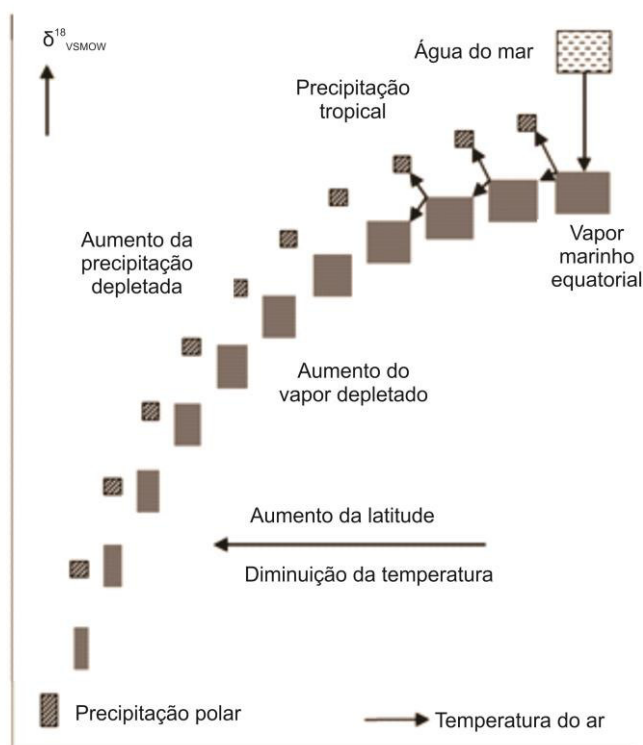 δ¹⁸VSMOW
Água do mar
Precipitação
tropical
Vapor
marinho
equatorial
Aumento da
precipitação
depletada
Aumento do
vapor depletado
Aumento da latitude
Diminuição da temperatura
Precipitação polar
Temperatura do ar